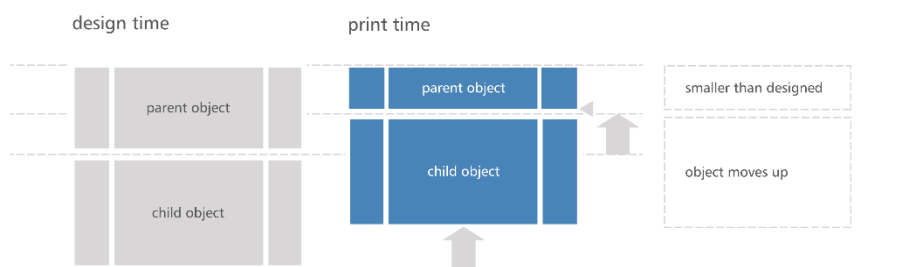 design time
print time
parent object
parent object
smaller than designed
child object
object moves up
child object